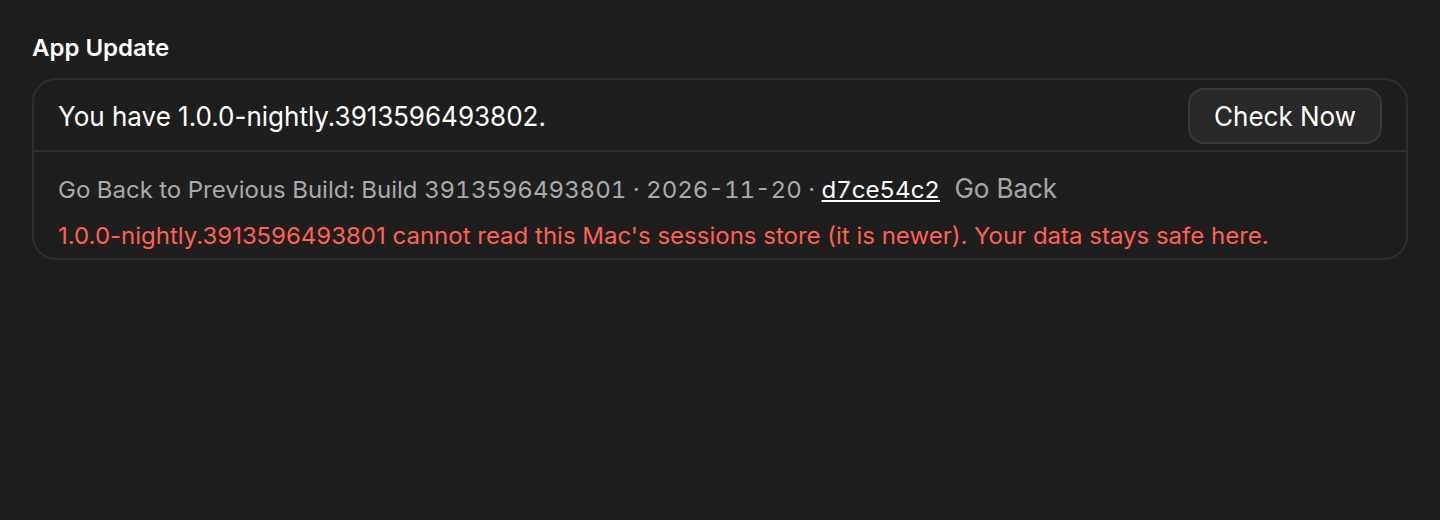 App Update
You have 1.0.0-nightly.3913596493802.
Check Now
Go Back to Previous Build: Build 3913596493801 · 2026-11-20 · d7ce54c2 Go Back
1.0.0-nightly.3913596493801 cannot read this Mac's sessions store (it is newer). Your data stays safe here.